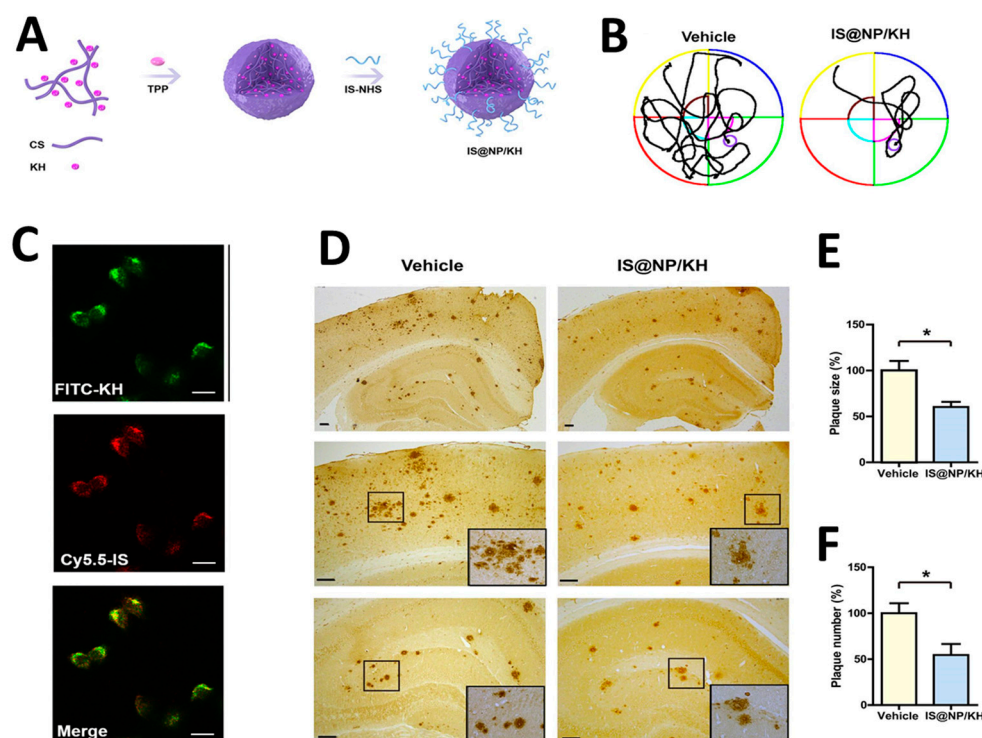 A
TPP
IS-NHS
IS@NP/KH
CS
KH
B
Vehicle
IS@NP/KH
C
FITC-KH
Cy5.5-IS
Merge
D
Vehicle
IS@NP/KH
E
Plaque size (%)
150
100
50
0
*
Vehicle
IS@NP/KH
F
Plaque number (%)
150
100
50
0
*
Vehicle
IS@NP/KH